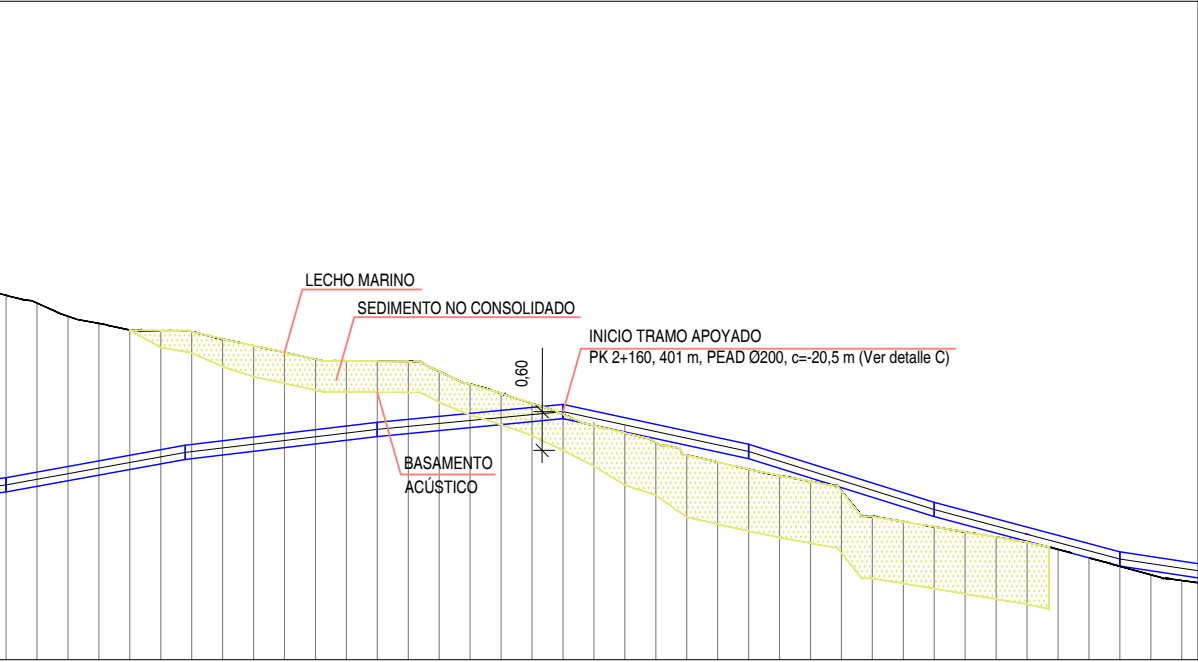 LECHO MARINO
SEDIMENTO NO CONSOLIDADO
INICIO TRAMO APOYADO
PK 2+160, 401 m, PEAD Ø200, c=-20,5 m (Ver detalle C)
0,60
BASAMENTO
ACÚSTICO